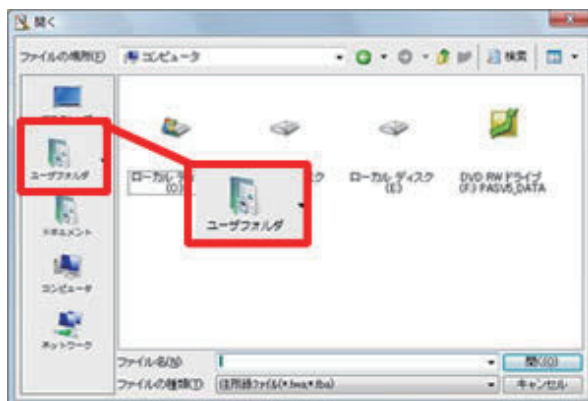 開く
ファイルの場所(I)
コンピュータ
検索
ユーザフォルダ
ドキュメント
コンピュータ
ネットワーク
ローカル ディスク
(E)
DVD RW ドライブ
(F:) PASV5_DATA
ユーザフォルダ
ファイル名(N)
開く(O)
ファイルの種類(T)
住所録ファイル(*.fwa;*.fba)
キャンセル